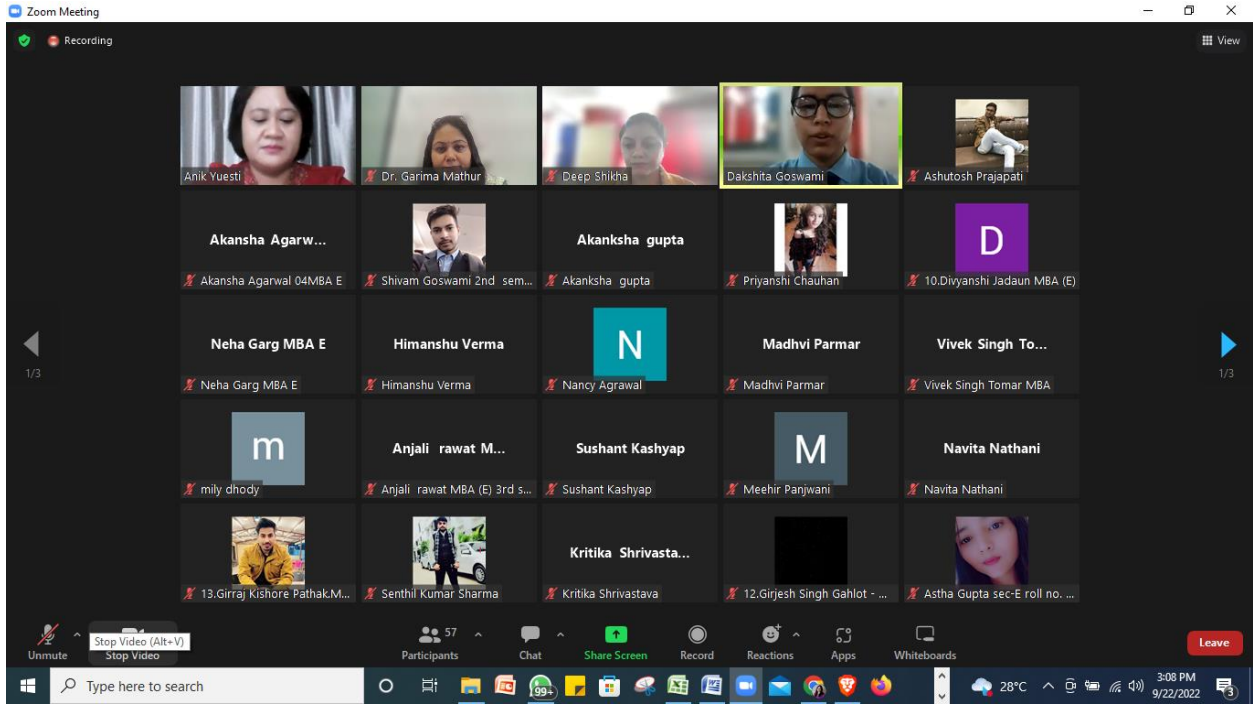 Zoom Meeting
Recording
View
Anik Yuesti
Dr. Garima Mathur
Deep Shikha
Dakshita Goswami
Ashutosh Prajapati
Akansha Agarw...
Akansha Agarwal 04MBA E
Shivam Goswami 2nd sem...
Akanksha gupta
Akanksha gupta
Priyanshi Chauhan
D
10.Divyanshi Jadaun MBA (E)
Neha Garg MBA E
Neha Garg MBA E
Himanshu Verma
Himanshu Verma
N
Nancy Agrawal
Madhvi Parmar
Madhvi Parmar
Vivek Singh To...
Vivek Singh Tomar MBA
1/3
1/3
m
mily dhody
Anjali rawat M...
Anjali rawat MBA (E) 3rd s...
Sushant Kashyap
Sushant Kashyap
M
Meehir Panjwani
Navita Nathani
Navita Nathani
13.Girraj Kishore Pathak.M...
Senthil Kumar Sharma
Kritika Shrivasta...
Kritika Shrivastava
12.Girjesh Singh Gahlot - ...
Astha Gupta sec-E roll no. ...
Stop Video (Alt+V)
Unmute
Stop Video
57
Participants
Chat
Share Screen
Record
Reactions
Apps
Whiteboards
Leave
Type here to search
99+
28°C
3:08 PM
9/22/2022
3